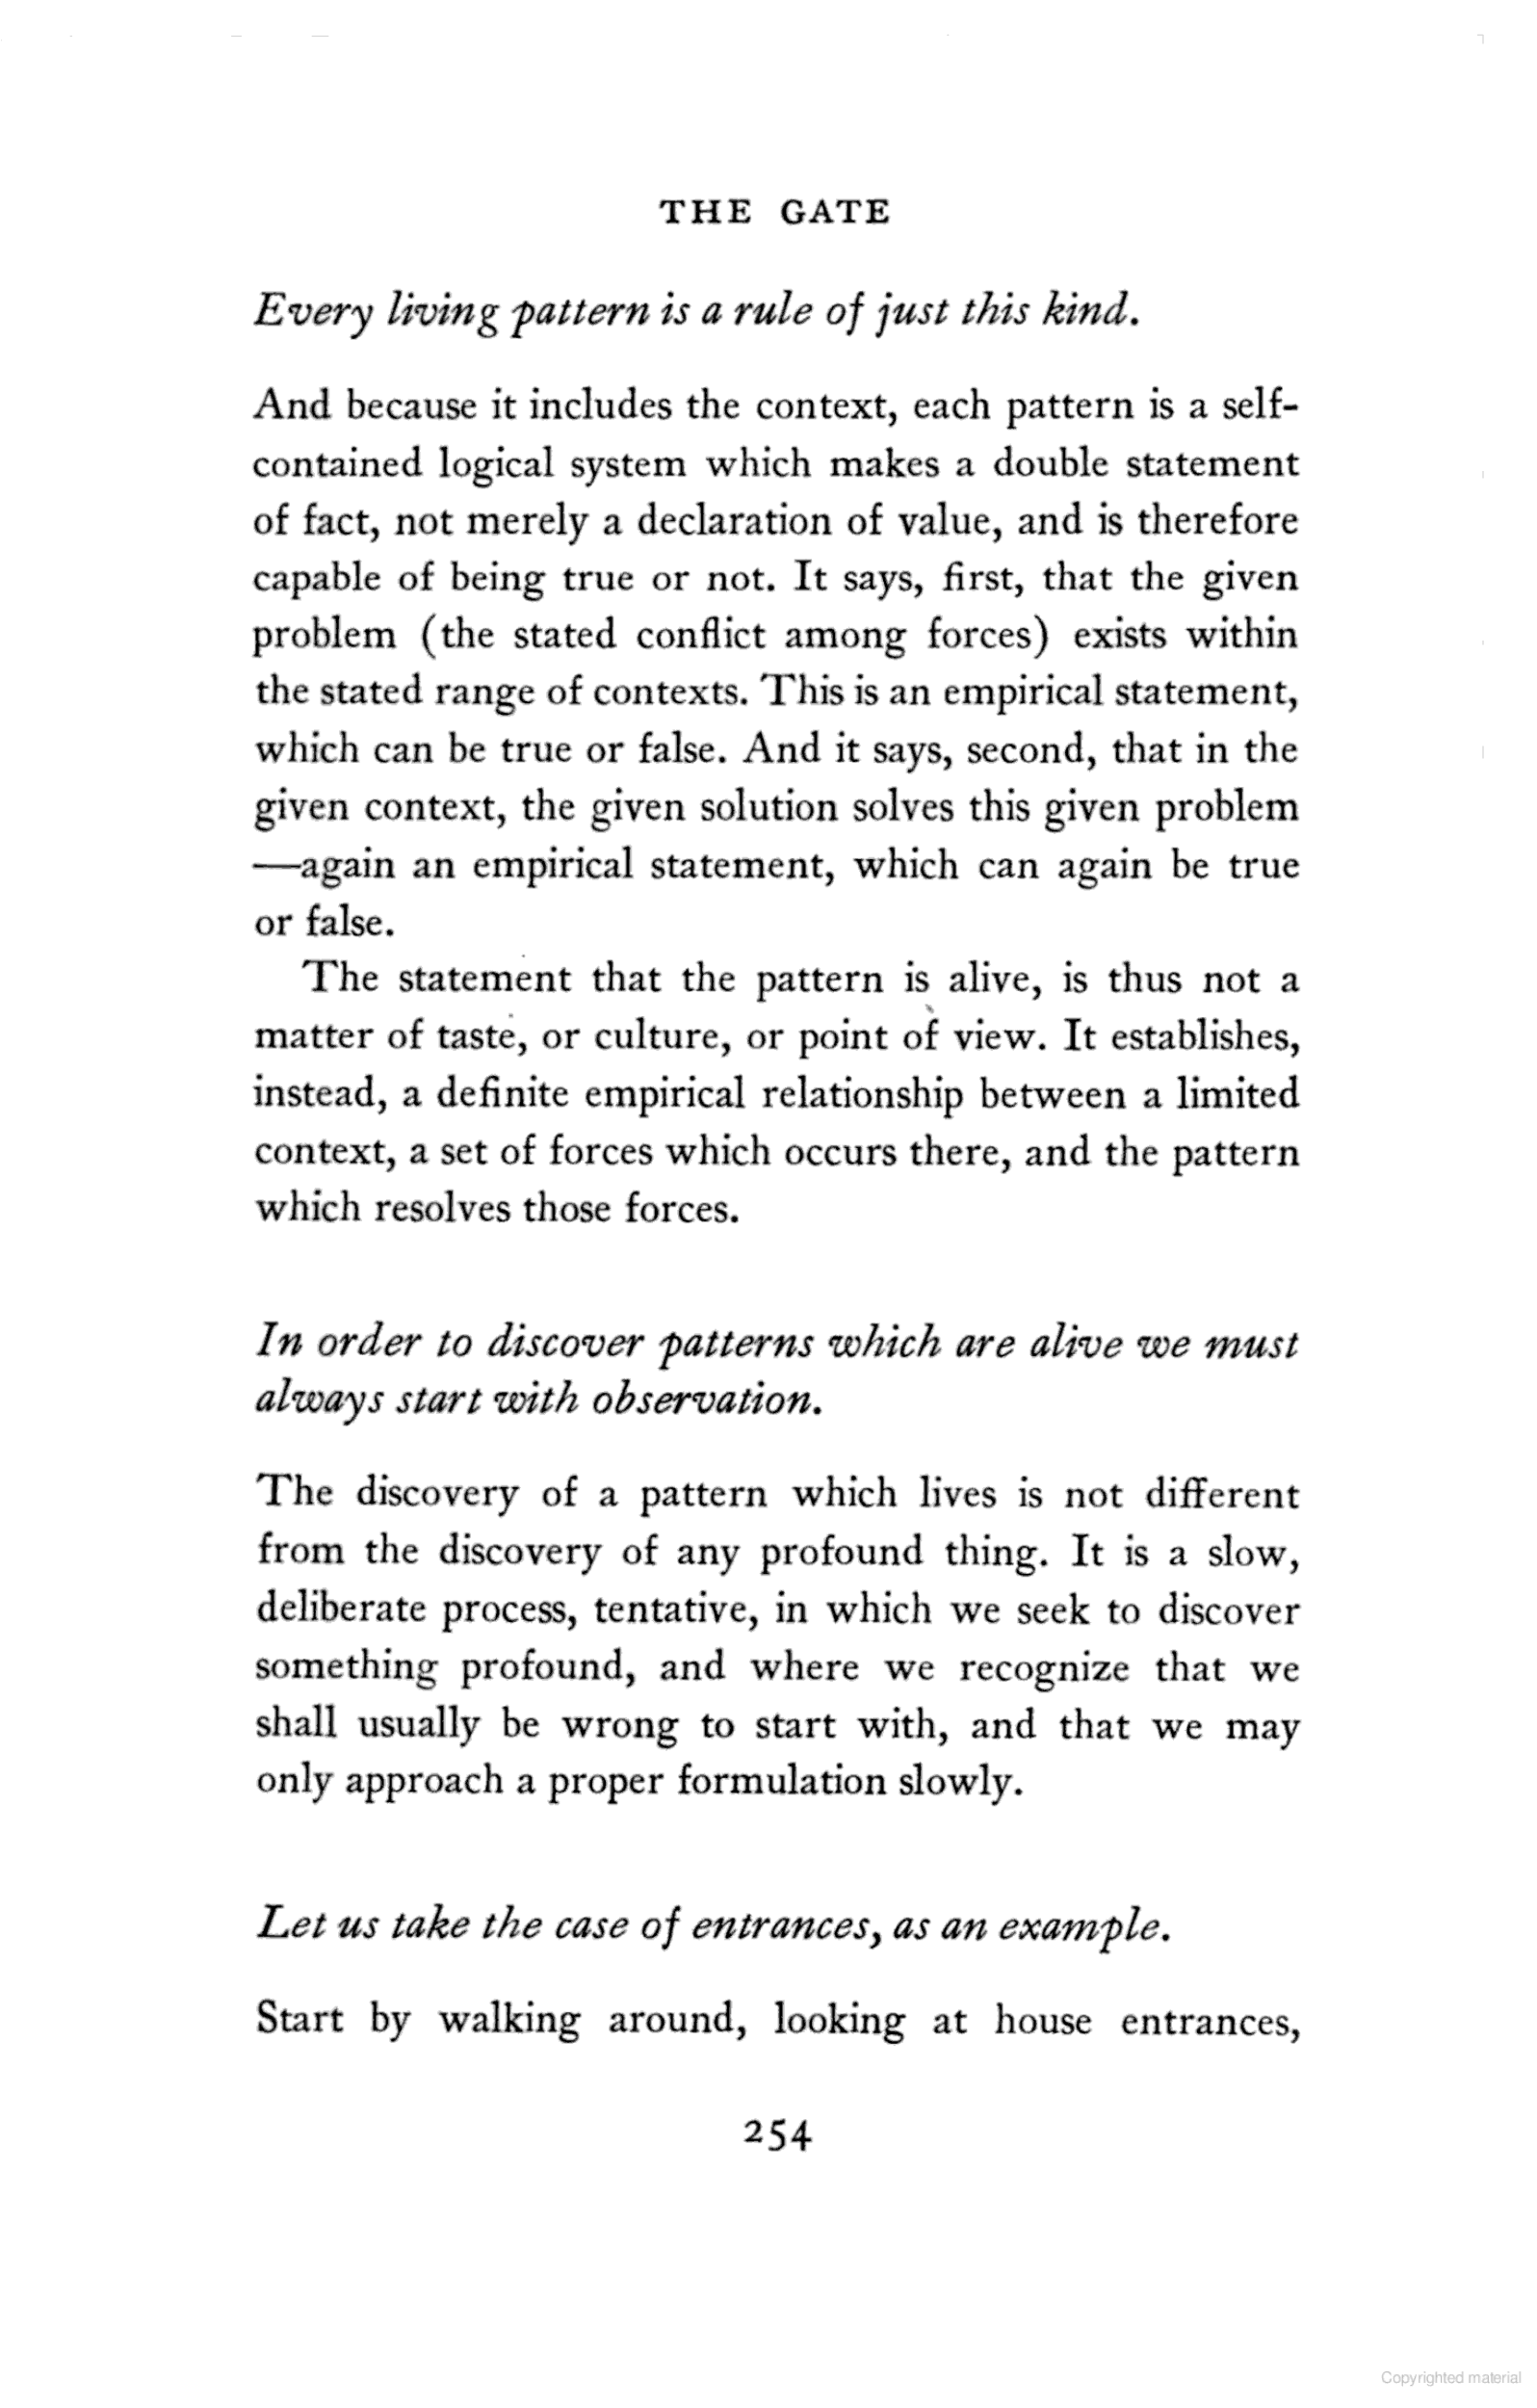 THE GATE
Every living pattern is a rule of just this kind.
And because it includes the context, each pattern is a self-
contained logical system which makes a double statement
of fact, not merely a declaration of value, and is therefore
capable of being true or not. It says, first, that the given
problem (the stated conflict among forces) exists within
the stated range of contexts. This is an empirical statement,
which can be true or false. And it says, second, that in the
given context, the given solution solves this given problem
—again an empirical statement, which can again be true
or false.
The statement that the pattern is alive, is thus not a
matter of taste, or culture, or point of view. It establishes,
instead, a definite empirical relationship between a limited
context, a set of forces which occurs there, and the pattern
which resolves those forces.
In order to discover patterns which are alive we must
always start with observation.
The discovery of a pattern which lives is not different
from the discovery of any profound thing. It is a slow,
deliberate process, tentative, in which we seek to discover
something profound, and where we recognize that we
shall usually be wrong to start with, and that we may
only approach a proper formulation slowly.
Let us take the case of entrances, as an example.
Start by walking around, looking at house entrances,
254
Copyrighted material